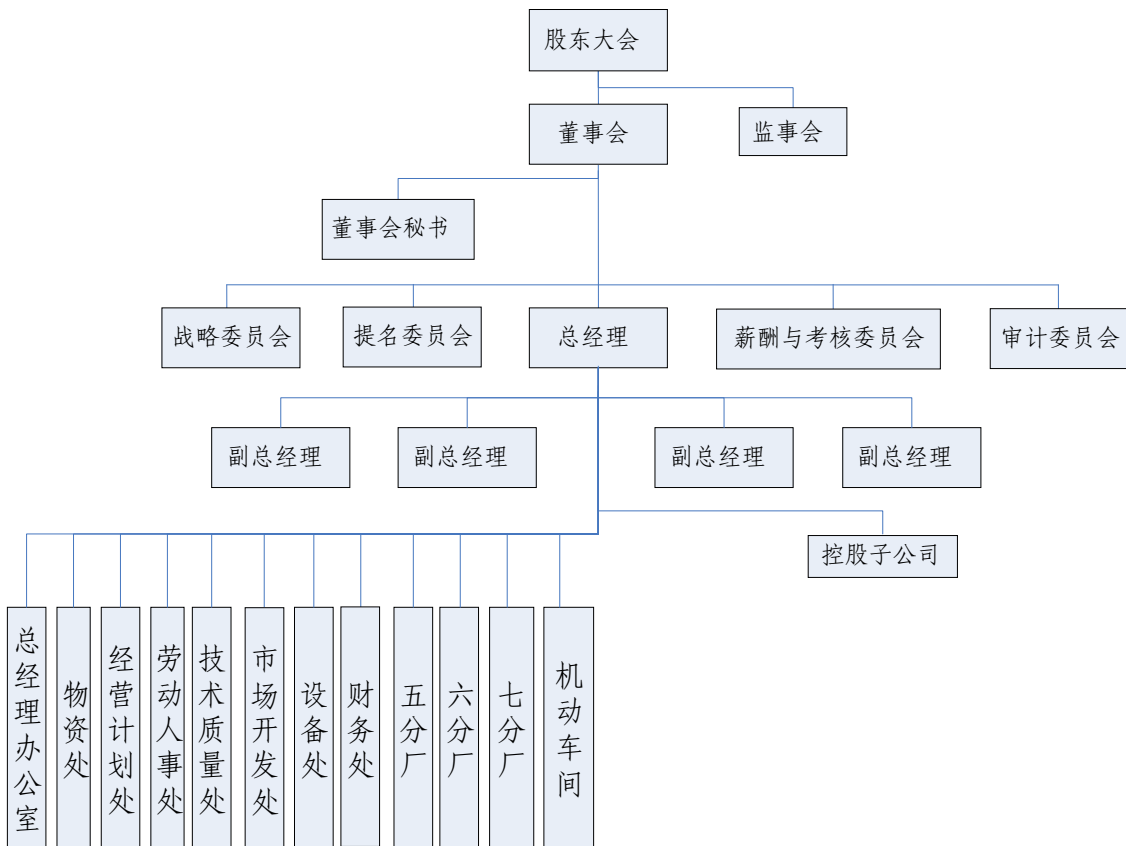 股东大会
董事会
监事会
董事会秘书
战略委员会
提名委员会
总经理
薪酬与考核委员会
审计委员会
副总经理
副总经理
副总经理
副总经理
控股子公司
总经理办公室
物资处
经营计划处
劳动人事处
技术质量处
市场开发处
设备处
财务处
五分厂
六分厂
七分厂
机动车间